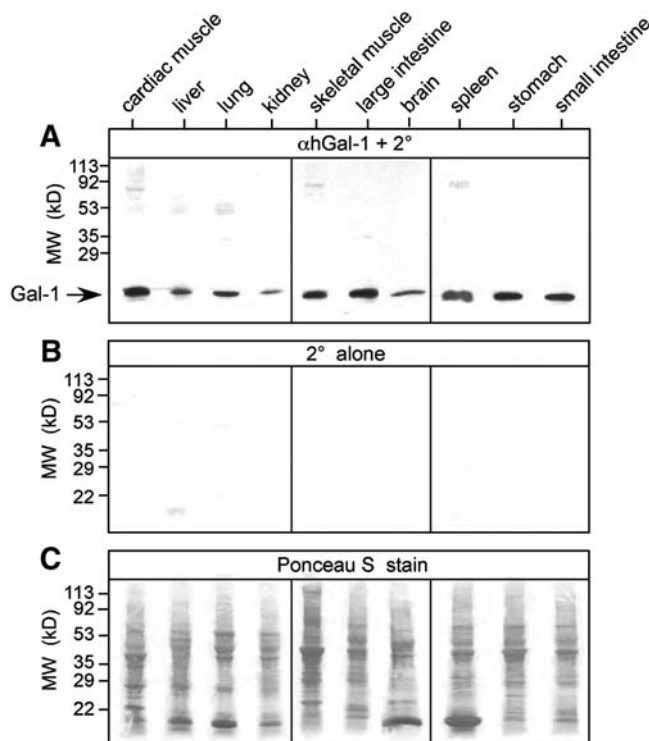 cardiac muscle
liver
lung
kidney
skeletal muscle
large intestine
brain
spleen
stomach
small intestine
A
αhGal-1 + 2°
MW (kD)
113
92
53
35
29
Gal-1
B
2° alone
MW (kD)
113
92
53
35
29
22
C
Ponceau S stain
MW (kD)
113
92
53
35
29
22